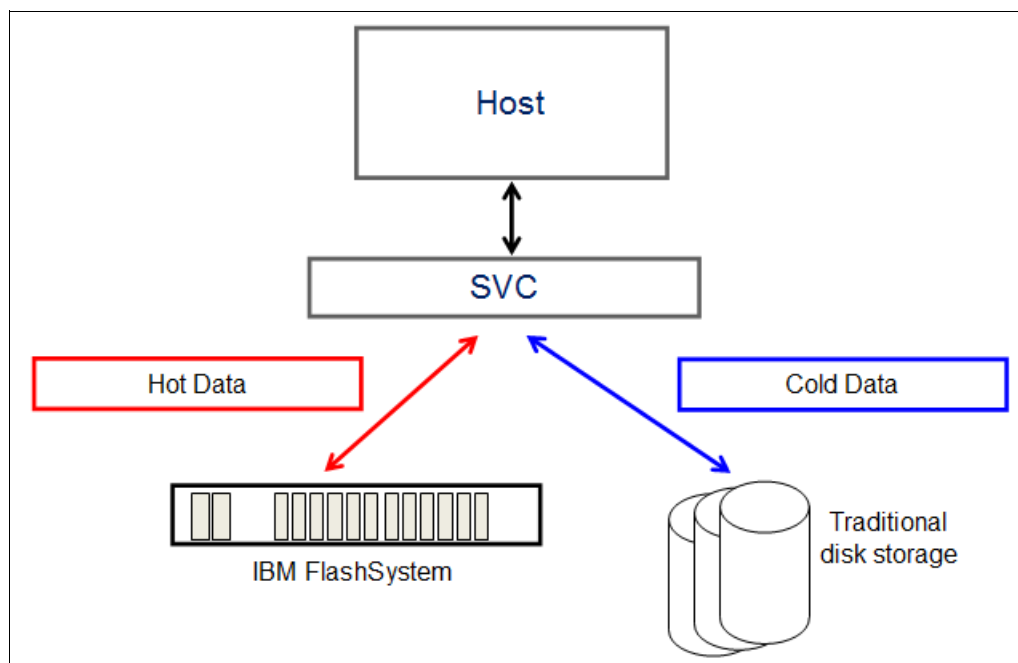 Host
SVC
Hot Data
Cold Data
IBM FlashSystem
Traditional
disk storage